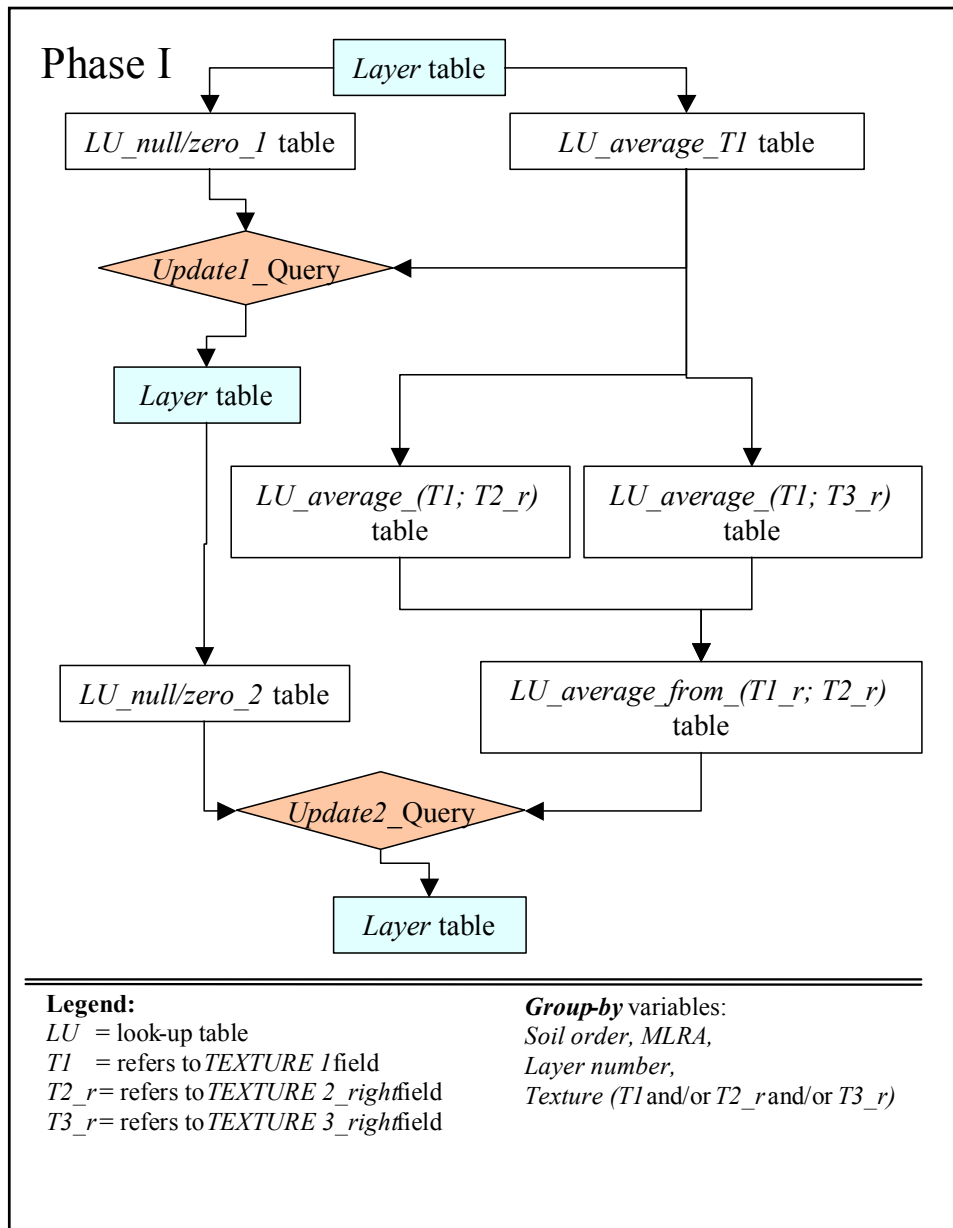 Phase I
Layer table
LU_null/zero_1 table
LU_average_T1 table
Update1_Query
Layer table
LU_average_(T1; T2_r)
table
LU_average_(T1; T3_r)
table
LU_null/zero_2 table
LU_average_from_(T1_r; T2_r)
table
Update2_Query
Layer table
Legend:
LU = look-up table
T1 = refers to TEXTURE 1 field
T2_r = refers to TEXTURE 2_right field
T3_r = refers to TEXTURE 3_right field
Group-by variables:
Soil order, MLRA,
Layer number,
Texture (T1 and/or T2_r and/or T3_r)